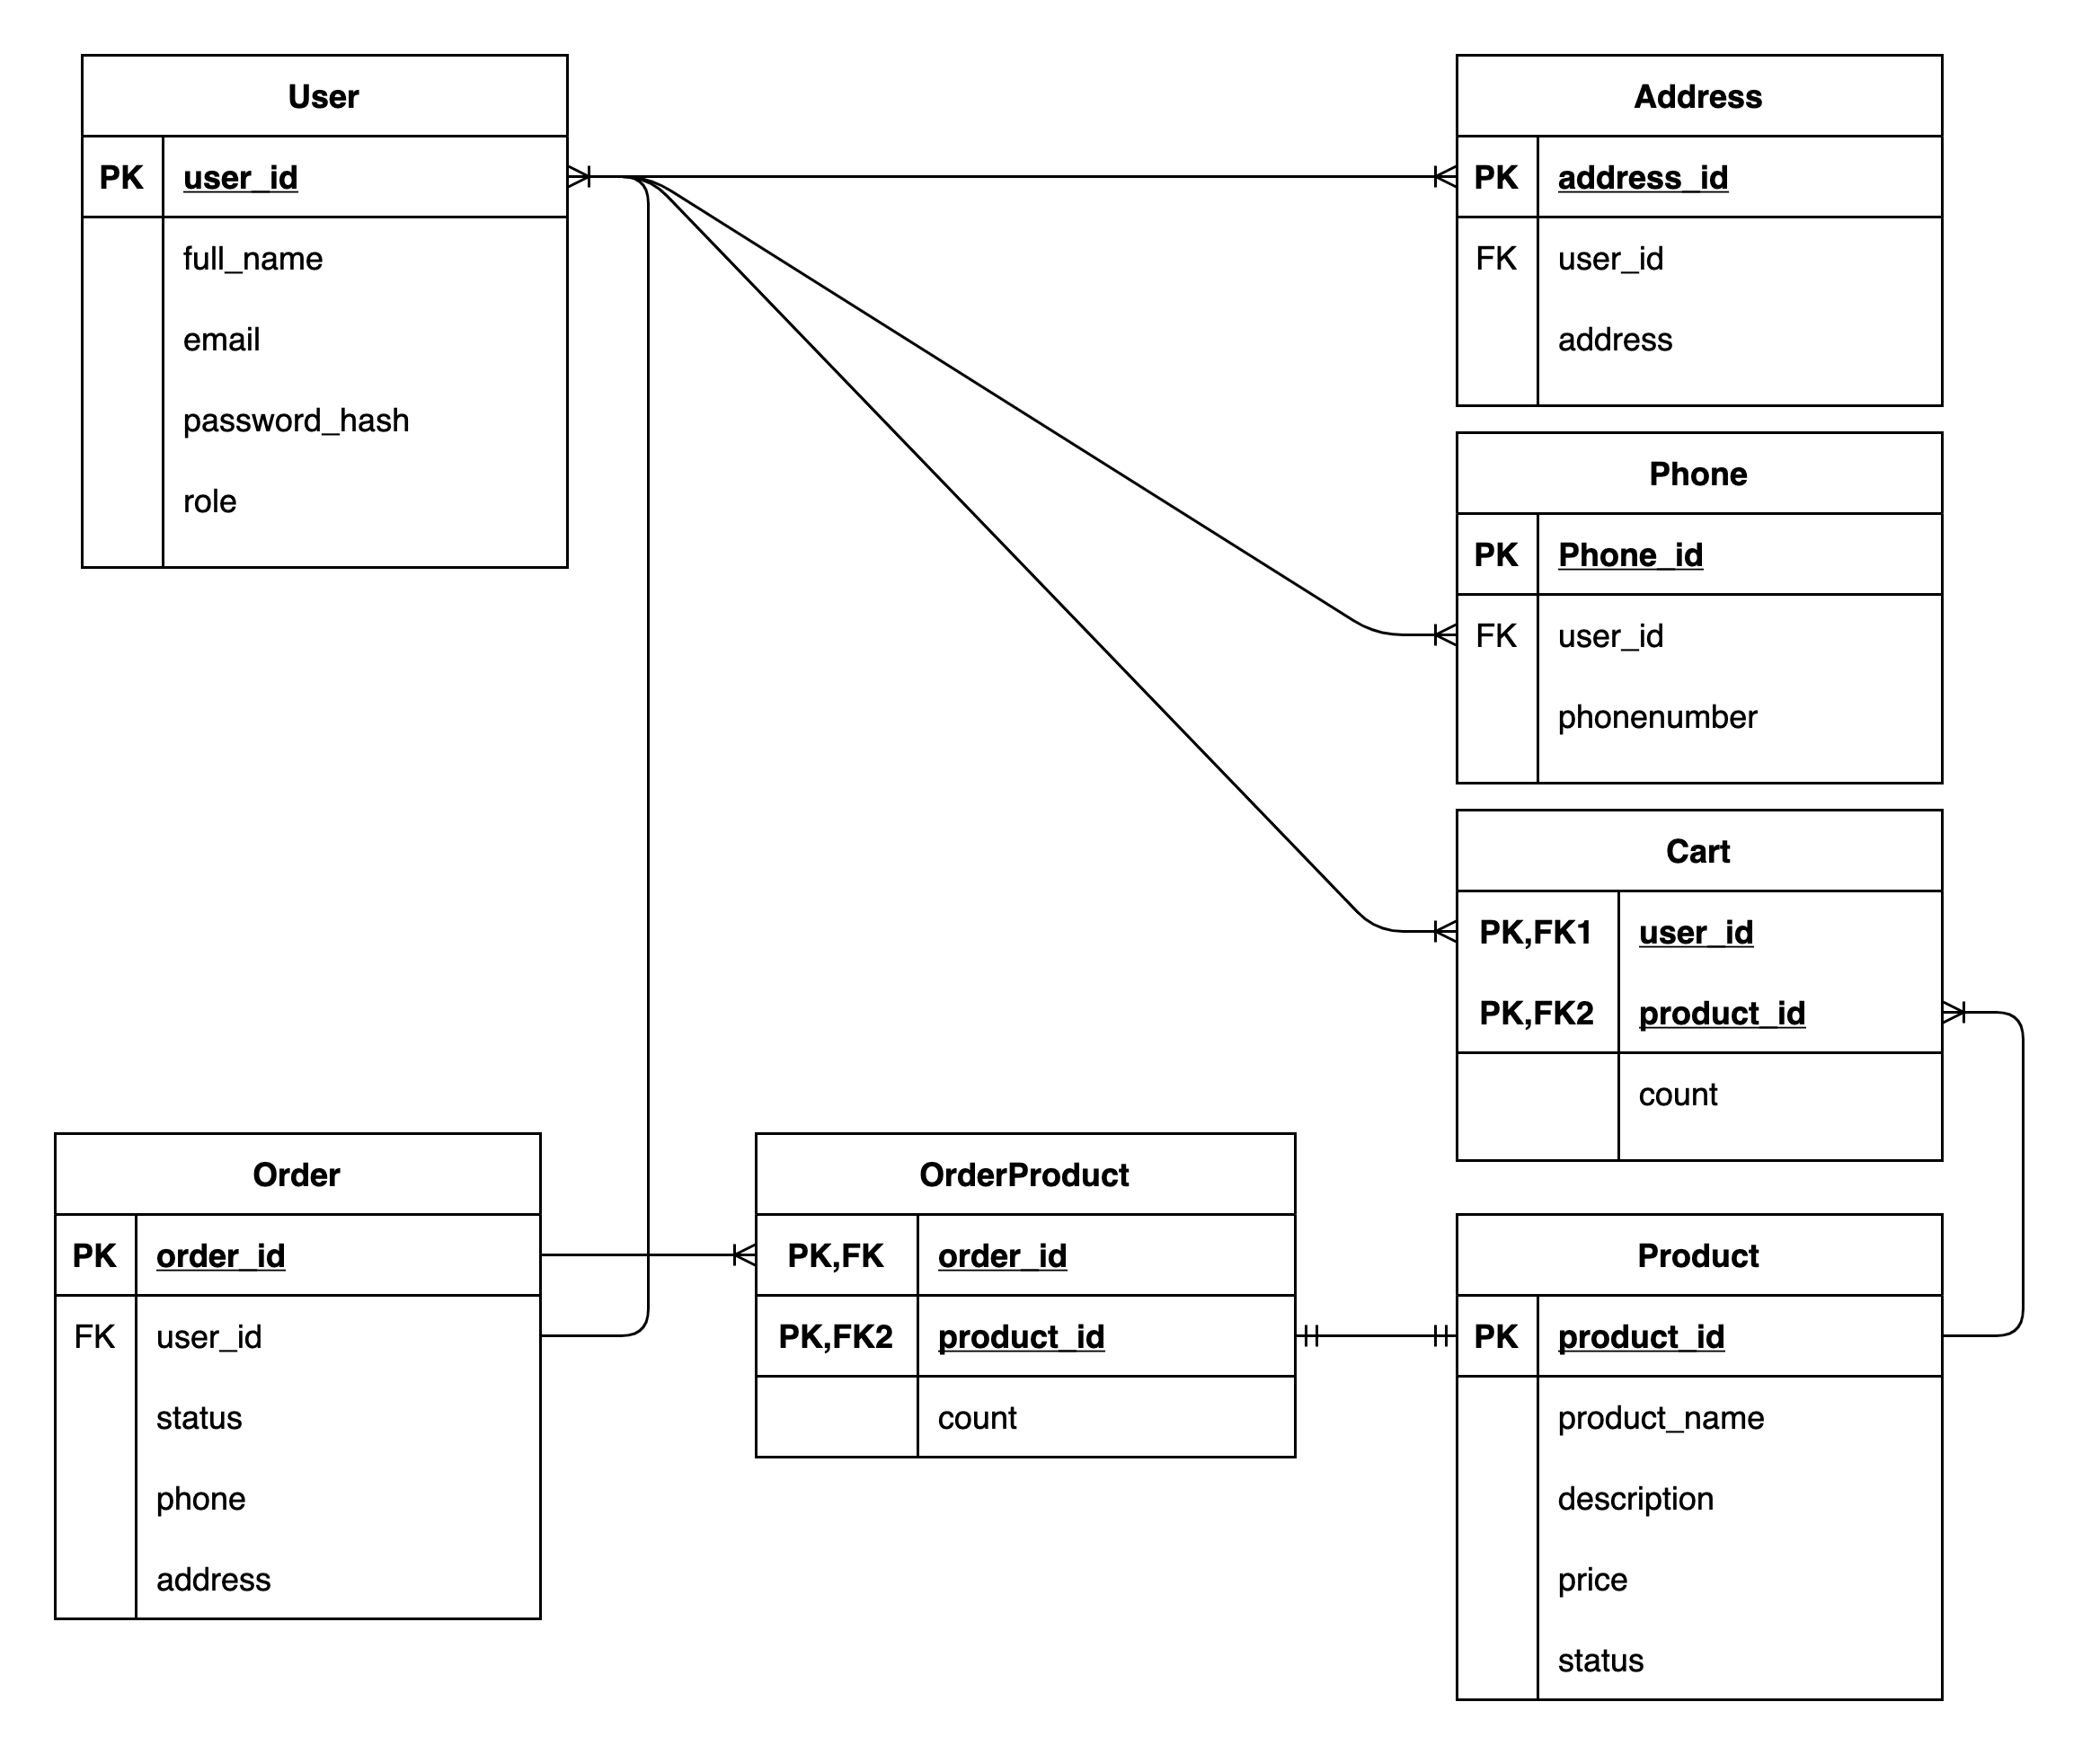 User
PK user_id
full_name
email
password_hash
role
Address
PK address_id
FK user_id
address
Phone
PK Phone_id
FK user_id
phonenumber
Cart
PK,FK1 user_id
PK,FK2 product_id
count
Order
PK order_id
FK user_id
status
phone
address
OrderProduct
PK,FK order_id
PK,FK2 product_id
count
Product
PK product_id
product_name
description
price
status